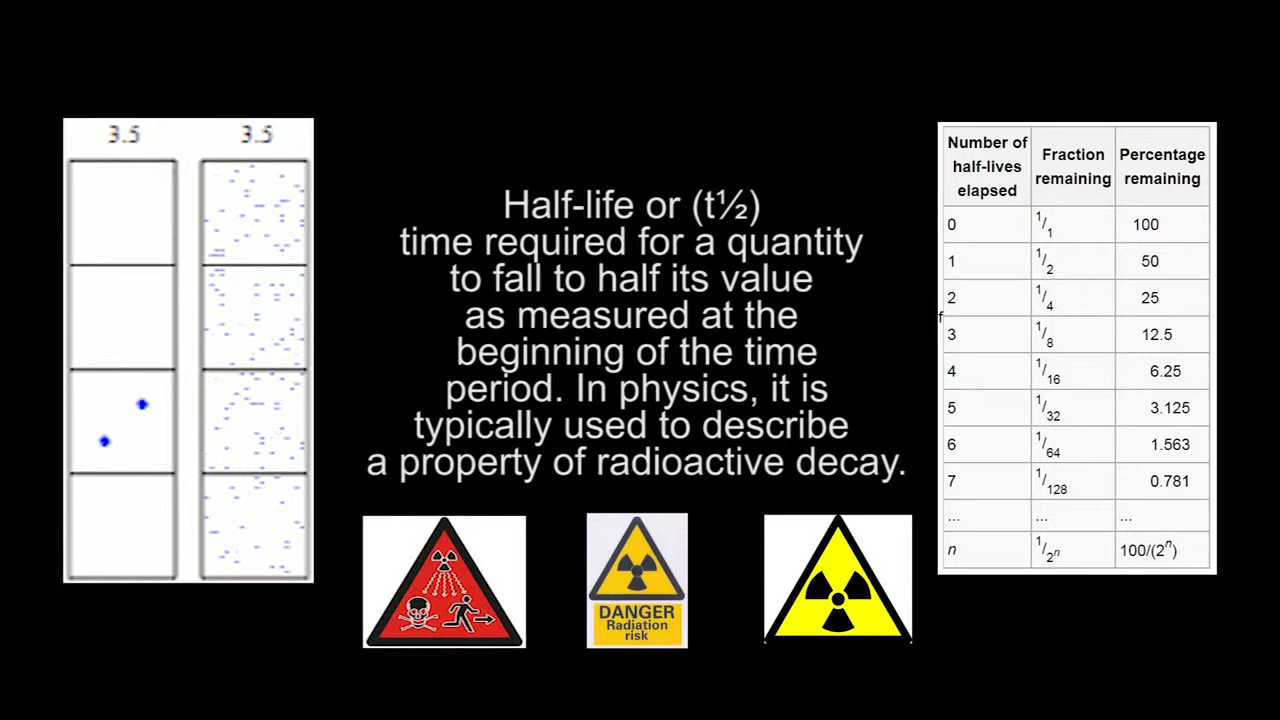 3.5 3.5
Half-life or (t½)
time required for a quantity
to fall to half its value
as measured at the
beginning of the time
period. In physics, it is
typically used to describe
a property of radioactive decay.
DANGER
Radiation
risk
f
Number of half-lives elapsed Fraction remaining Percentage remaining
0 1/1 100
1 1/2 50
2 1/4 25
3 1/8 12.5
4 1/16 6.25
5 1/32 3.125
6 1/64 1.563
7 1/128 0.781
... ... ...
n 1/2ⁿ 100/(2ⁿ)